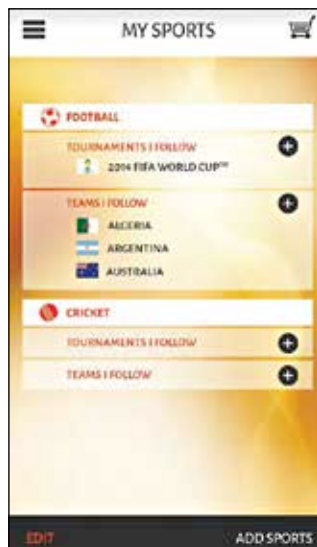 MY SPORTS
FOOTBALL
TOURNAMENTS I FOLLOW
2014 FIFA WORLD CUP™
TEAMS I FOLLOW
ALGERIA
ARGENTINA
AUSTRALIA
CRICKET
TOURNAMENTS I FOLLOW
TEAMS I FOLLOW
EDIT
ADD SPORTS